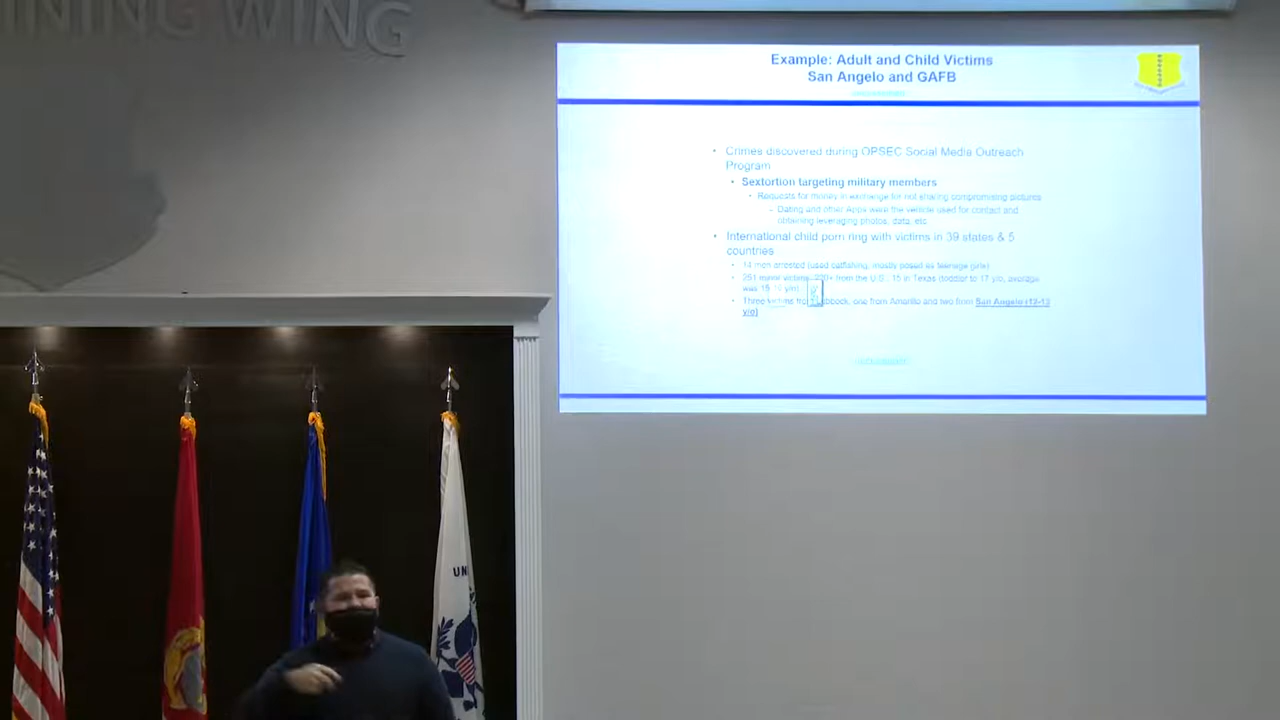 NING WING
Example: Adult and Child Victims
San Angelo and GAFB
• Crimes discovered during OPSEC Social Media Outreach
Program
• Sextortion targeting military members
• Requests for money in exchange for not sharing compromising pictures
- Dating and other Apps were the vehicle used for contact and
obtaining leveraging photos, data, etc
• International child porn ring with victims in 39 states & 5
countries
• 14 men arrested (used catfishing, mostly posed as teenage girls)
• 251 minor victims, from the U.S., 15 in Texas (toddler to 17 y/o, average
was 15 y/o)
• Three victims one from Amarillo and two from San Angelo (12-13
y/o)
UN